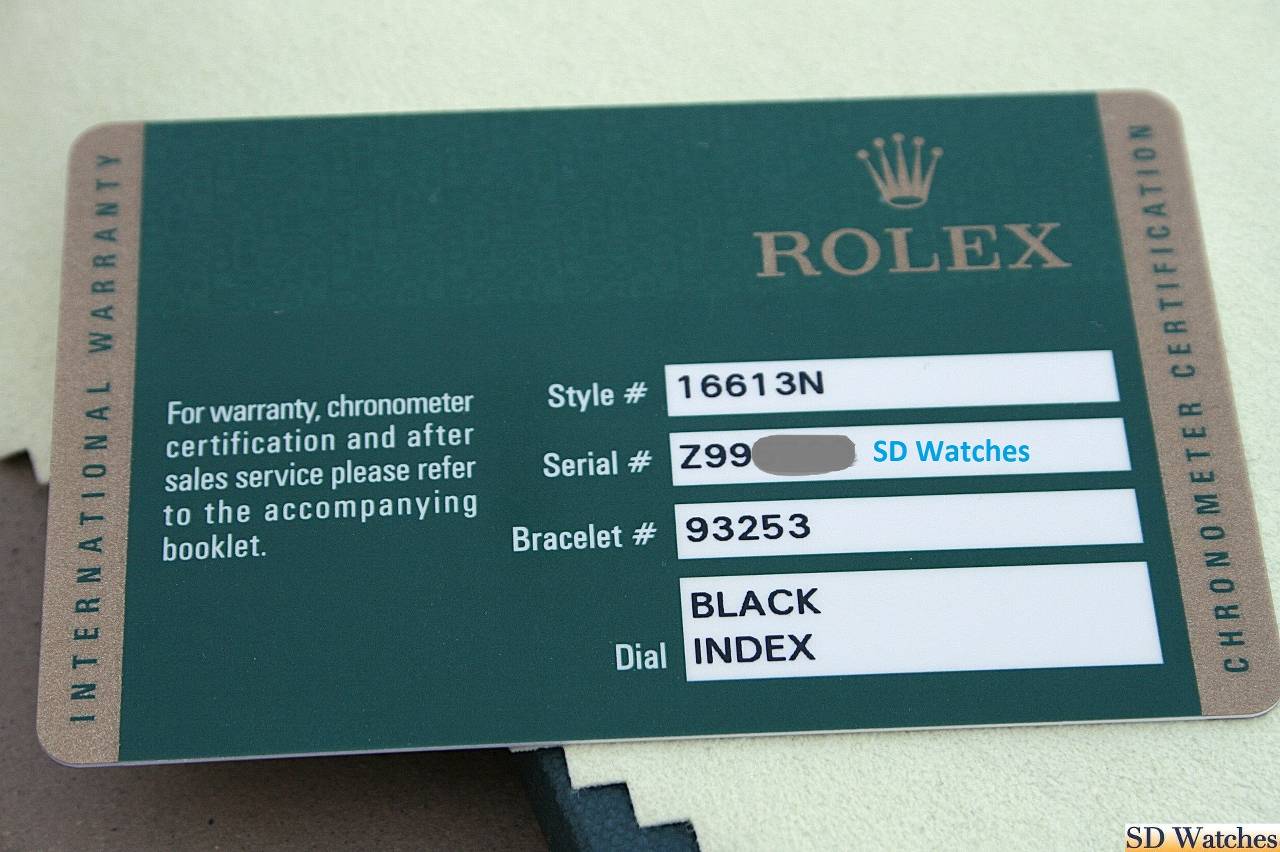 INTERNATIONAL WARRANTY
ROLEX
CHRONOMETER CERTIFICATION
For warranty, chronometer
certification and after
sales service please refer
to the accompanying
booklet.
Style # 16613N
Serial # Z99 SD Watches
Bracelet # 93253
Dial BLACK
INDEX
SD Watches